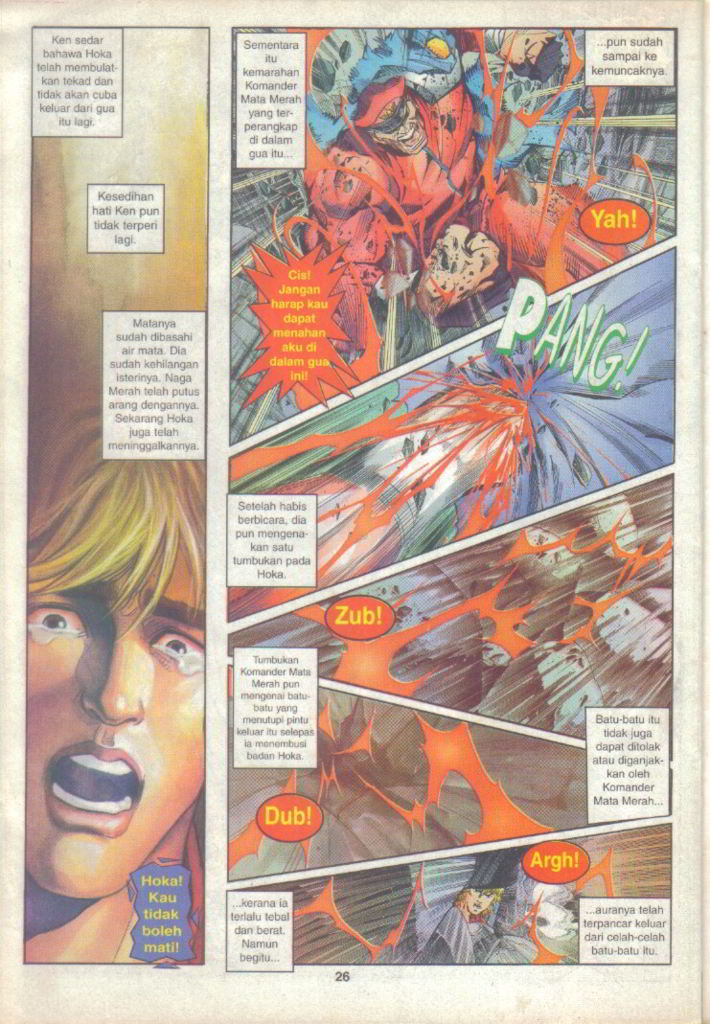 Ken sedar
bahawa Hoka
telah membulat-
kan tekad dan
tidak akan cuba
keluar dari gua
itu lagi.
Kesedihan
hati Ken pun
tidak terperi
lagi.
Matanya
sudah dibasahi
air mata. Dia
sudah kehilangan
isterinya. Naga
Merah telah putus
arang dengannya.
Sekarang Hoka
juga telah
meninggalkannya.
Hoka!
Kau
tidak
boleh
mati!
Sementara
itu
kemarahan
Komander
Mata Merah
yang ter-
perangkap
di dalam
gua itu...
...pun sudah
sampai ke
kemuncaknya.
Yah!
Cis!
Jangan
harap kau
dapat
menahan
aku di
dalam gua
ini!
PANG!
Setelah habis
berbicara, dia
pun mengena-
kan satu
tumbukan pada
Hoka.
Zub!
Tumbukan
Komander Mata
Merah pun
mengenai batu-
batu yang
menutupi pintu
keluar itu selepas
ia menembusi
badan Hoka.
Batu-batu itu
tidak juga
dapat ditolak
atau diganjak-
kan oleh
Komander
Mata Merah...
Dub!
...kerana ia
terlalu tebal
dan berat.
Namun
begitu...
Argh!
...auranya telah
terpancar keluar
dari celah-celah
batu-batu itu.
26